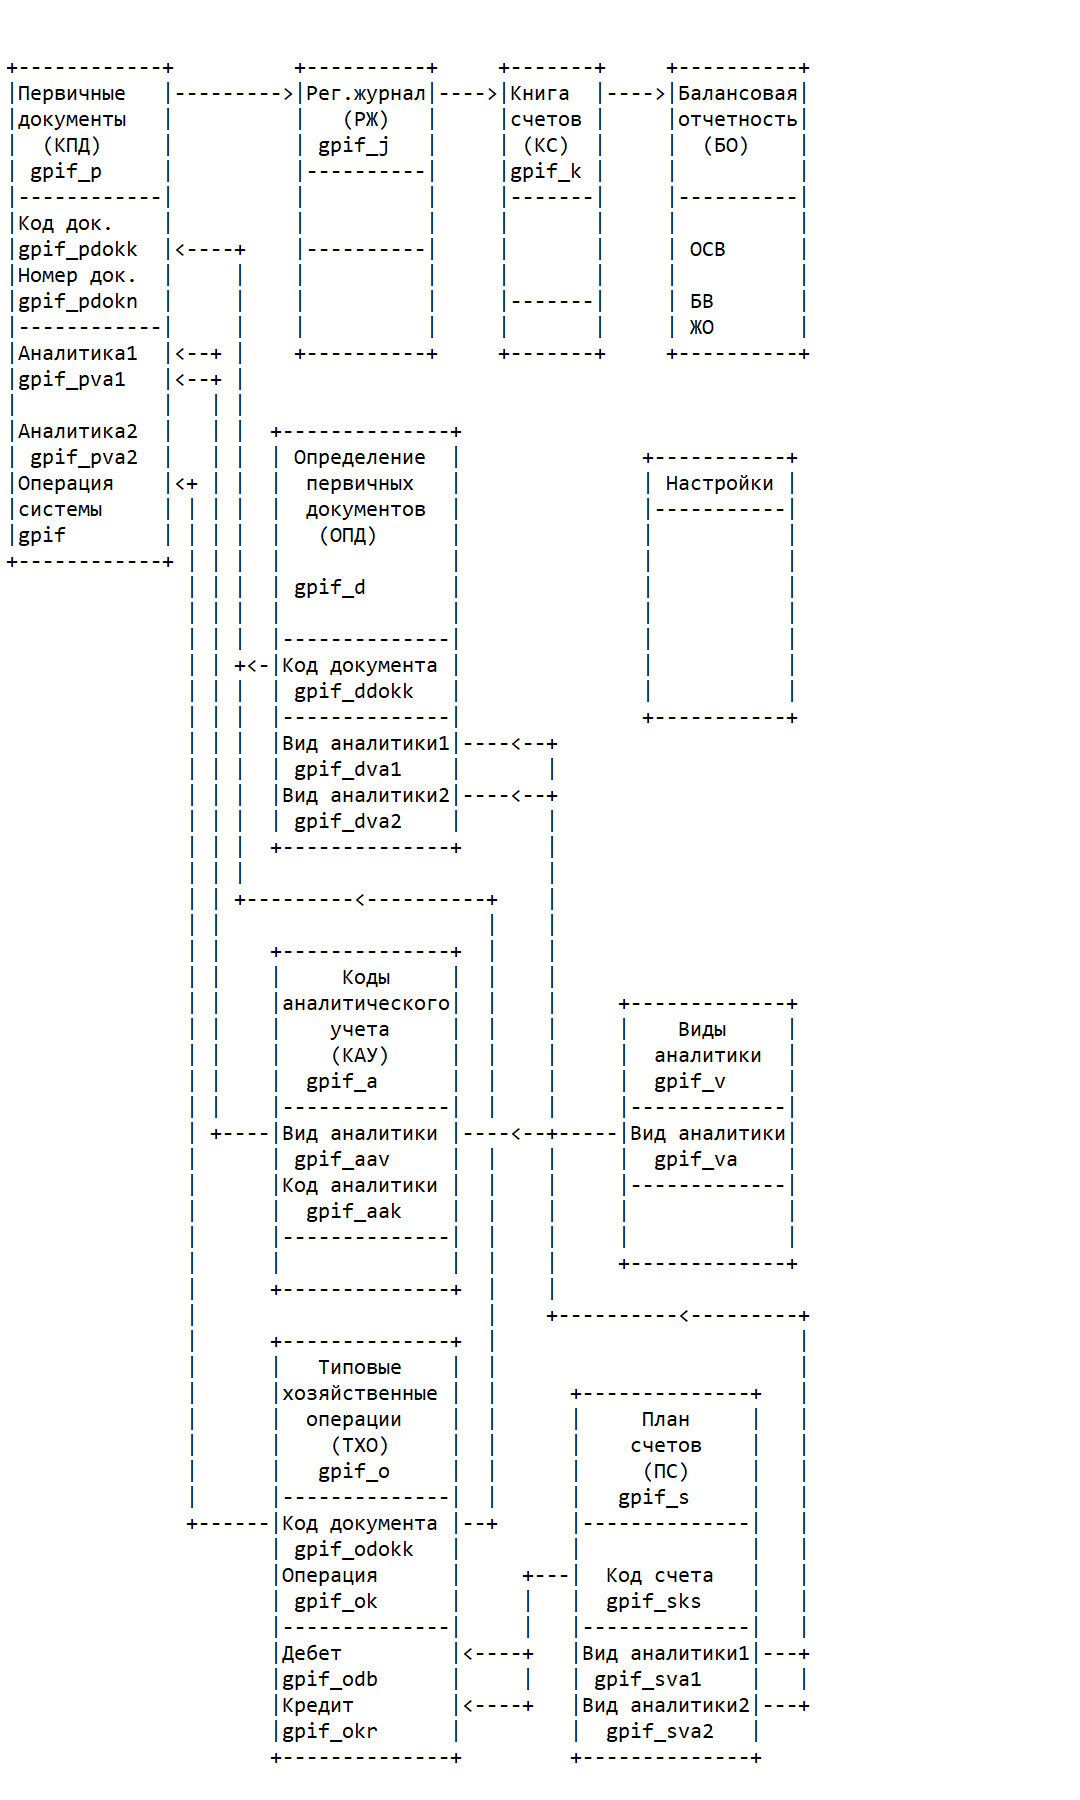 +------------+          +----------+     +-------+     +----------+
|Первичные   |--------->|Рег.журнал|---->|Книга  |---->|Балансовая|
|документы   |          |   (РЖ)   |     |счетов |     |отчетность|
|  (КПД)     |          | gpif_j   |     | (КС)  |     |  (БО)    |
| gpif_p     |          |----------|     |gpif_k |     |          |
|------------|          |          |     |-------|     |----------|
|Код док.    |          |          |     |       |     |          |
|gpif_pdokk  |<----+    |----------|     |       |     | ОСВ      |
|Номер док.  |     |    |          |     |       |     |          |
|gpif_pdokn  |     |    |          |     |-------|     | БВ       |
|------------|     |    |          |     |       |     | ЖО       |
|Аналитика1  |<--+ |    +----------+     +-------+     +----------+
|gpif_pva1   |<--+ |
|            |   | |
|Аналитика2  |   | |  +--------------+
| gpif_pva2  |   | |  | Определение  |               +-----------+
|Операция    |<+ | |  |  первичных   |               | Настройки |
|системы     | | | |  |  документов  |               |-----------|
|gpif        | | | |  |   (ОПД)      |               |           |
+------------+ | | |  |              |               |           |
               | | |  | gpif_d       |               |           |
               | | |  |              |               |           |
               | | |  |--------------|               |           |
               | | +<-|Код документа |               |           |
               | | |  | gpif_ddokk   |               |           |
               | | |  |--------------|               +-----------+
               | | |  |Вид аналитики1|----<--+
               | | |  | gpif_dva1    |       |
               | | |  |Вид аналитики2|----<--+
               | | |  | gpif_dva2    |       |
               | | |  +--------------+       |
               | | |                         |
               | | +---------<----------+    |
               | |                      |    |
               | |    +--------------+  |    |
               | |    |     Коды     |  |    |
               | |    |аналитического|  |    |     +-------------+
               | |    |    учета     |  |    |     |    Виды     |
               | |    |    (КАУ)     |  |    |     |  аналитики  |
               | |    |  gpif_a      |  |    |     |  gpif_v     |
               | |    |--------------|  |    |     |-------------|
               | +----|Вид аналитики |----<--+-----|Вид аналитики|
               |      | gpif_aav     |  |    |     |  gpif_va    |
               |      |Код аналитики |  |    |     |-------------|
               |      |  gpif_aak    |  |    |     |             |
               |      |--------------|  |    |     |             |
               |      |              |  |    |     +-------------+
               |      +--------------+  |    |
               |                        |    +----------<---------+
               |      +--------------+  |                         |
               |      |   Типовые    |  |                         |
               |      |хозяйственные |  |      +--------------+   |
               |      |  операции    |  |      |     План     |   |
               |      |    (ТХО)     |  |      |    счетов    |   |
               |      |   gpif_o     |  |      |     (ПС)     |   |
               |      |--------------|  |      |   gpif_s     |   |
               +------|Код документа |--+      |--------------|   |
                      | gpif_odokk   |         |              |   |
                      |Операция      |     +---|  Код счета   |   |
                      | gpif_ok      |     |   |  gpif_sks    |   |
                      |--------------|     |   |--------------|   |
                      |Дебет         |<----+   |Вид аналитики1|---+
                      |gpif_odb      |     |   | gpif_sva1    |   |
                      |Кредит        |<----+   |Вид аналитики2|---+
                      |gpif_okr      |         |  gpif_sva2   |
                      +--------------+         +--------------+